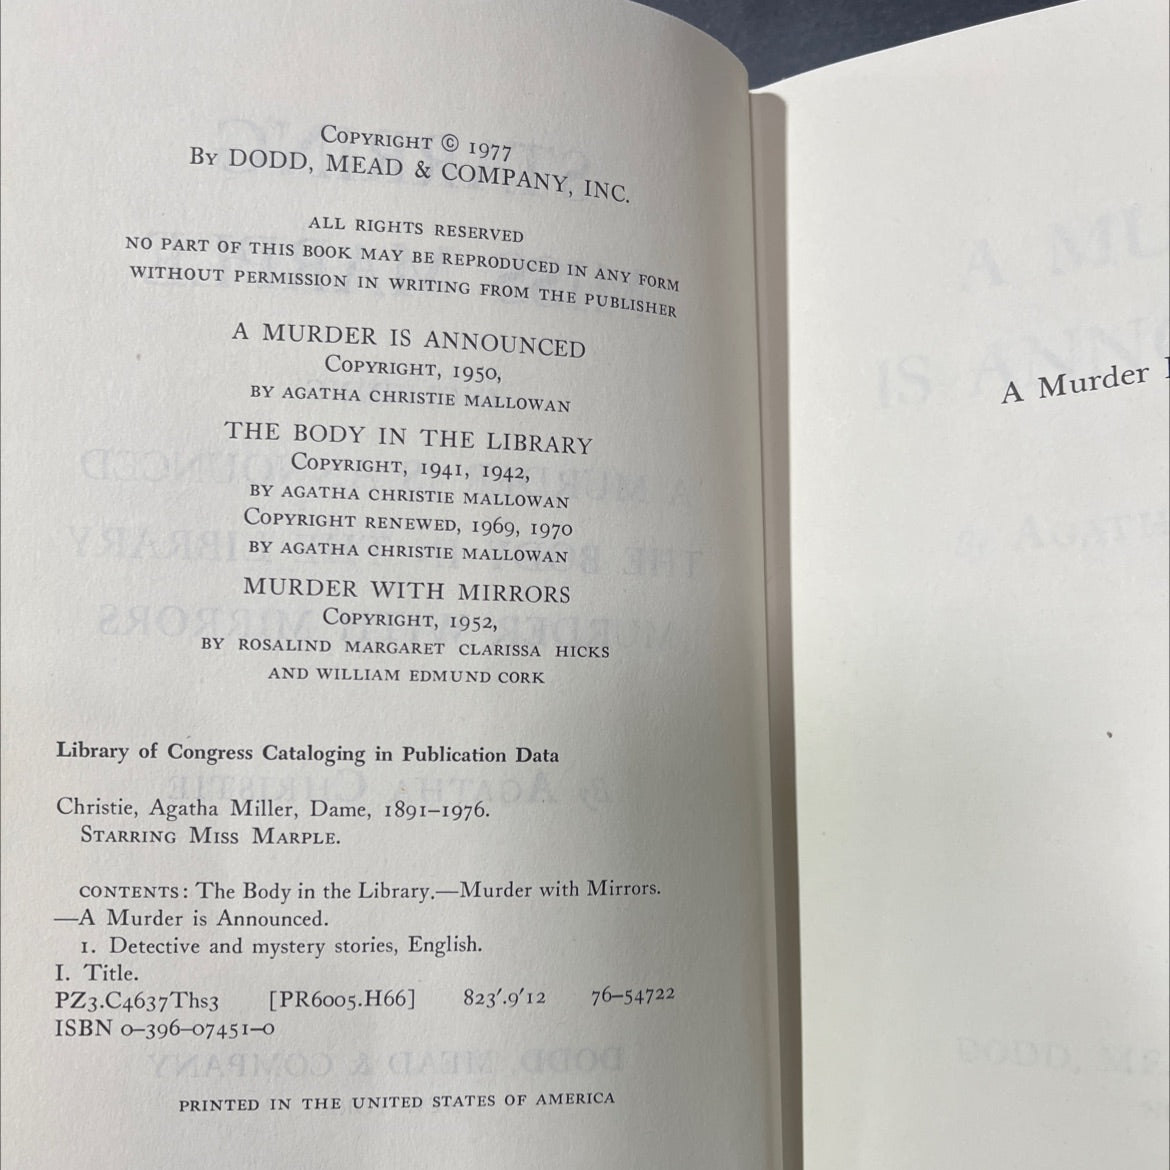 Copyright © 1977
By DODD, MEAD & COMPANY, INC.
ALL RIGHTS RESERVED
NO PART OF THIS BOOK MAY BE REPRODUCED IN ANY FORM
WITHOUT PERMISSION IN WRITING FROM THE PUBLISHER
A MURDER IS ANNOUNCED
Copyright, 1950,
BY AGATHA CHRISTIE MALLOWAN
THE BODY IN THE LIBRARY
Copyright, 1941, 1942,
BY AGATHA CHRISTIE MALLOWAN
Copyright renewed, 1969, 1970
BY AGATHA CHRISTIE MALLOWAN
MURDER WITH MIRRORS
Copyright, 1952,
BY ROSALIND MARGARET CLARISSA HICKS
AND WILLIAM EDMUND CORK
Library of Congress Cataloging in Publication Data
Christie, Agatha Miller, Dame, 1891–1976.
Starring Miss Marple.
CONTENTS: The Body in the Library.—Murder with Mirrors.
—A Murder is Announced.
1. Detective and mystery stories, English.
I. Title.
PZ3.C4637Ths3 [PR6005.H66] 823'.9'12 76–54722
ISBN 0–396–07451–0
PRINTED IN THE UNITED STATES OF AMERICA
A Murder